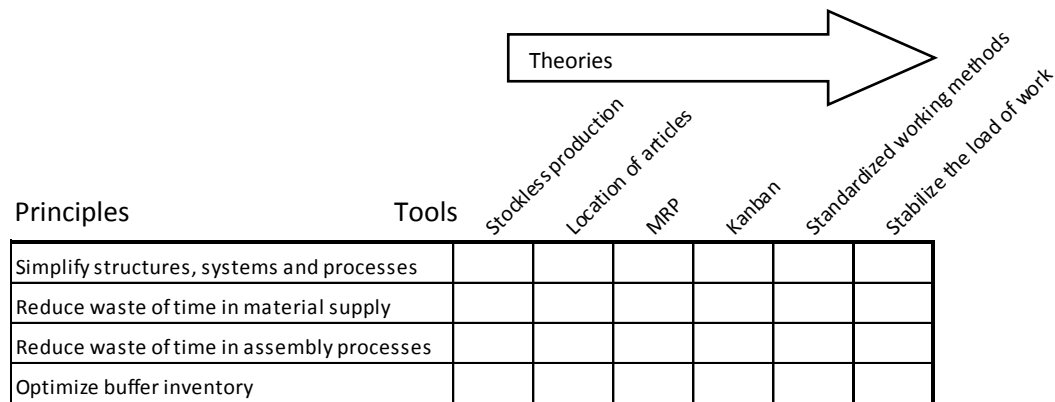 Theories
Stockless production
Location of articles
MRP
Kanban
Standardized working methods
Stabilize the load of work
Principles
Tools
Simplify structures, systems and processes
Reduce waste of time in material supply
Reduce waste of time in assembly processes
Optimize buffer inventory